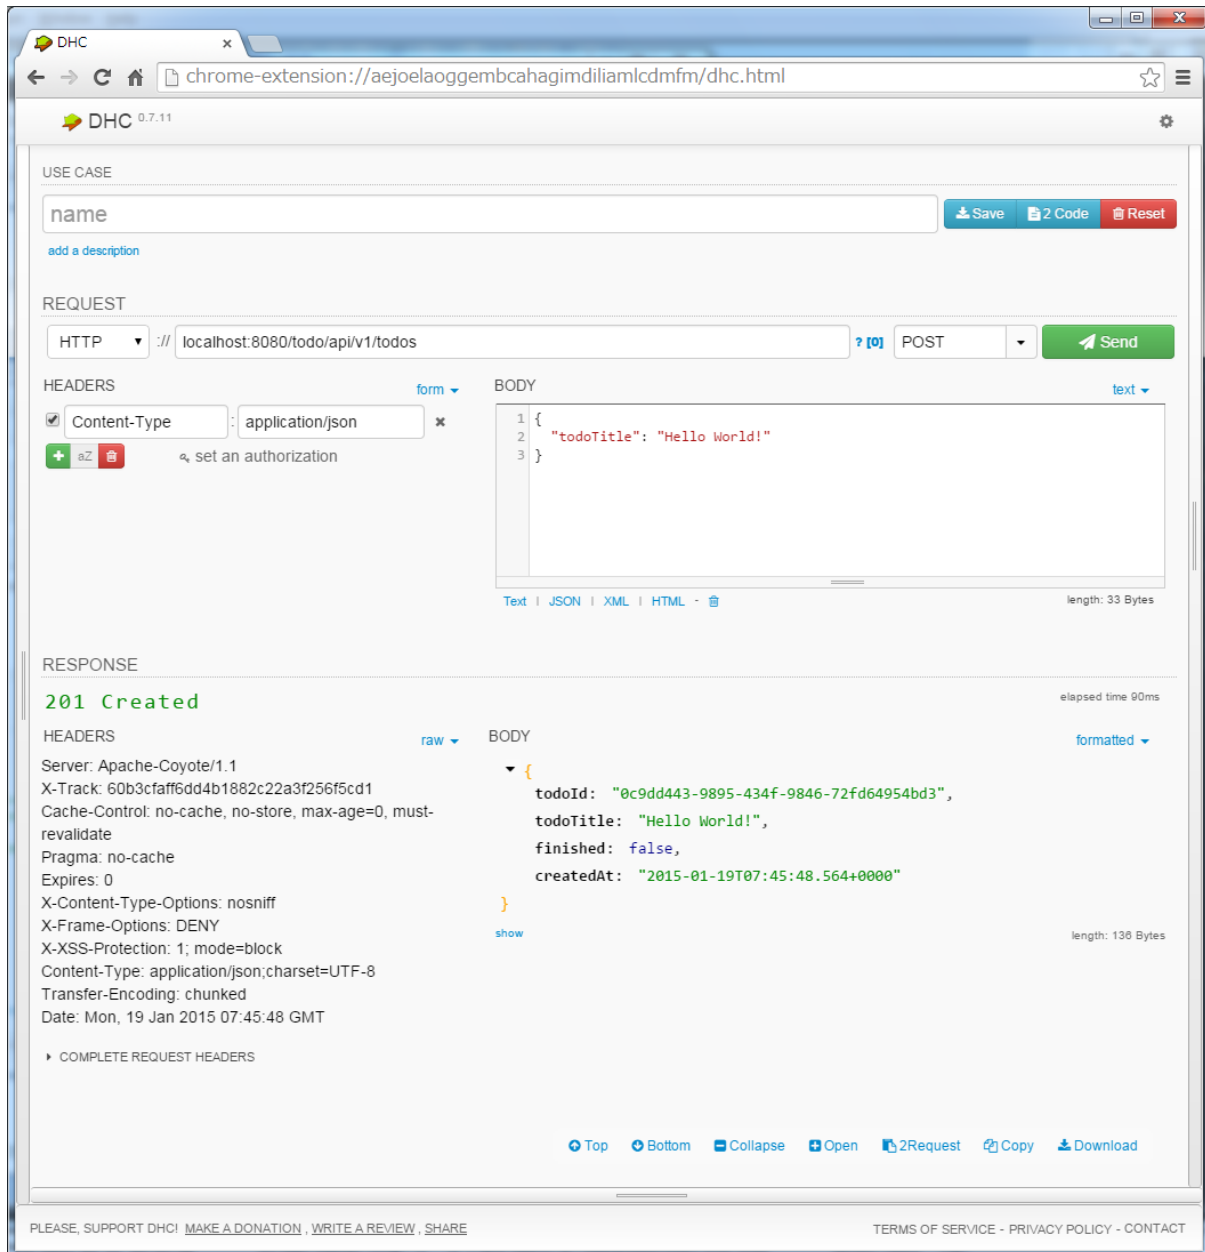 DHC
chrome-extension://aejoelaoggembcahagimdiliamlcdmfm/dhc.html
DHC 0.7.11
USE CASE
name
Save 2 Code Reset
add a description
REQUEST
HTTP :// localhost:8080/todo/api/v1/todos ? [0] POST Send
HEADERS form BODY text
Content-Type : application/json
aZ set an authorization
1 {
2 "todoTitle": "Hello World!"
3 }
Text | JSON | XML | HTML - length: 33 Bytes
RESPONSE
201 Created elapsed time 90ms
HEADERS raw BODY formatted
Server: Apache-Coyote/1.1
X-Track: 60b3cfaff6dd4b1882c22a3f256f5cd1
Cache-Control: no-cache, no-store, max-age=0, must-
revalidate
Pragma: no-cache
Expires: 0
X-Content-Type-Options: nosniff
X-Frame-Options: DENY
X-XSS-Protection: 1; mode=block
Content-Type: application/json;charset=UTF-8
Transfer-Encoding: chunked
Date: Mon, 19 Jan 2015 07:45:48 GMT
{
todoId: "0c9dd443-9895-434f-9846-72fd64954bd3",
todoTitle: "Hello World!",
finished: false,
createdAt: "2015-01-19T07:45:48.564+0000"
}
show length: 136 Bytes
COMPLETE REQUEST HEADERS
Top Bottom Collapse Open 2Request Copy Download
PLEASE, SUPPORT DHC! MAKE A DONATION , WRITE A REVIEW , SHARE TERMS OF SERVICE - PRIVACY POLICY - CONTACT